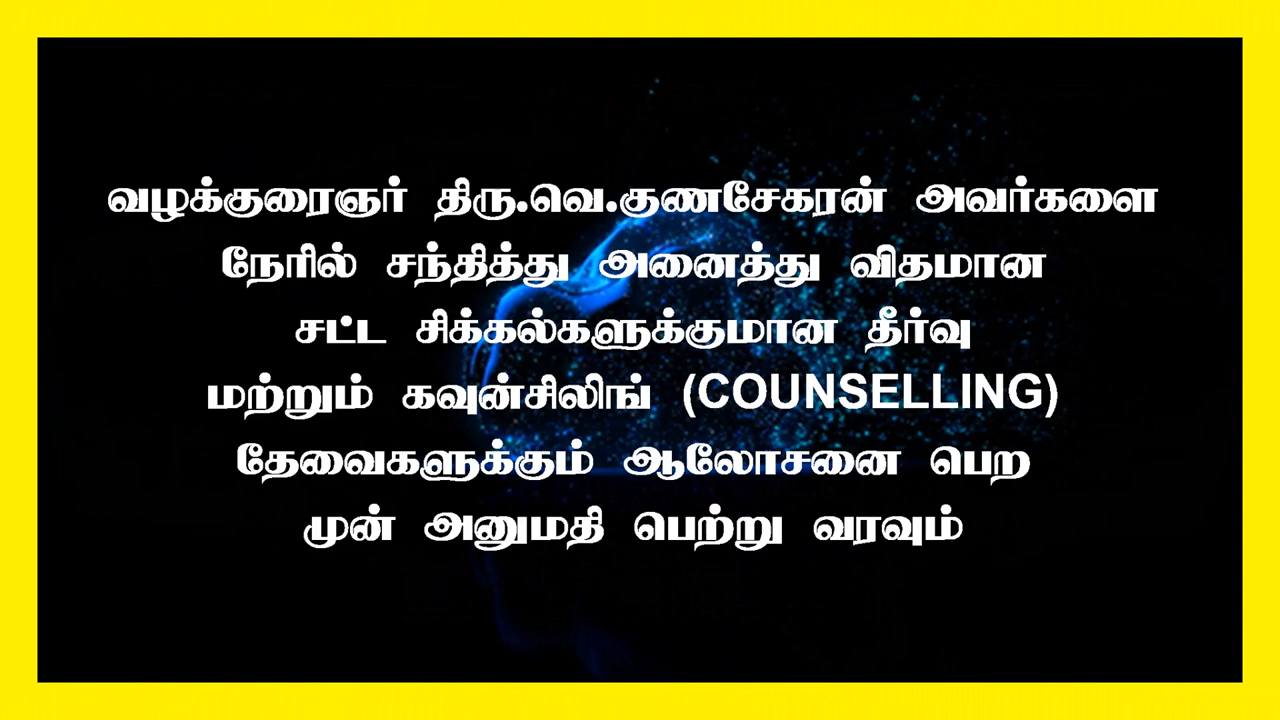 வழக்குரைஞர் திரு.வெ.குணசேகரன் அவர்களை
நேரில் சந்தித்து அனைத்து விதமான
சட்ட சிக்கல்களுக்குமான தீர்வு
மற்றும் கவுன்சிலிங் (COUNSELLING)
தேவைகளுக்கும் ஆலோசனை பெற
முன் அனுமதி பெற்று வரவும்